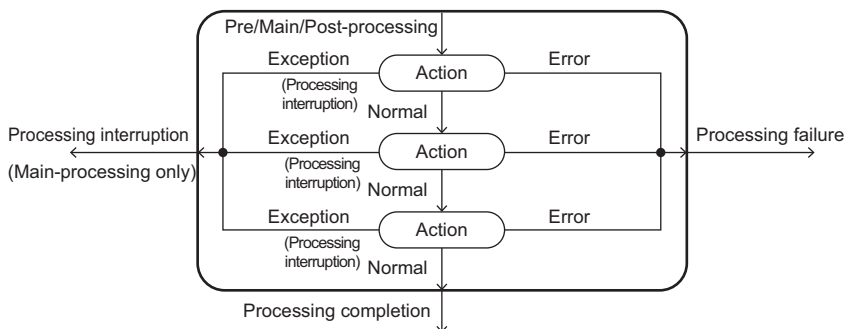 Pre/Main/Post-processing
Exception
Action
Error
(Processing
interruption)
Normal
Processing interruption
(Main-processing only)
Exception
Action
Error
Processing failure
(Processing
interruption)
Normal
Exception
Action
Error
(Processing
interruption)
Normal
Processing completion